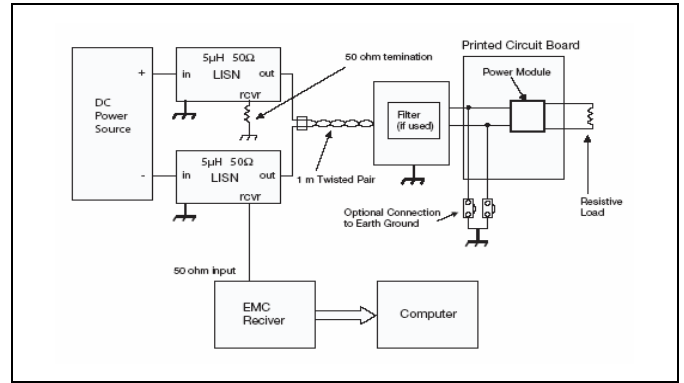 Printed Circuit Board
5µH 50Ω
in LISN out
rcvr
50 ohm temination
Power Module
+
DC
Power
Source
-
Filter
(if used)
5µH 50Ω
in LISN out
rcvr
1 m Twisted Pair
Optional Connection
to Earth Ground
Resistive
Load
50 ohm input
EMC
Reciver
Computer